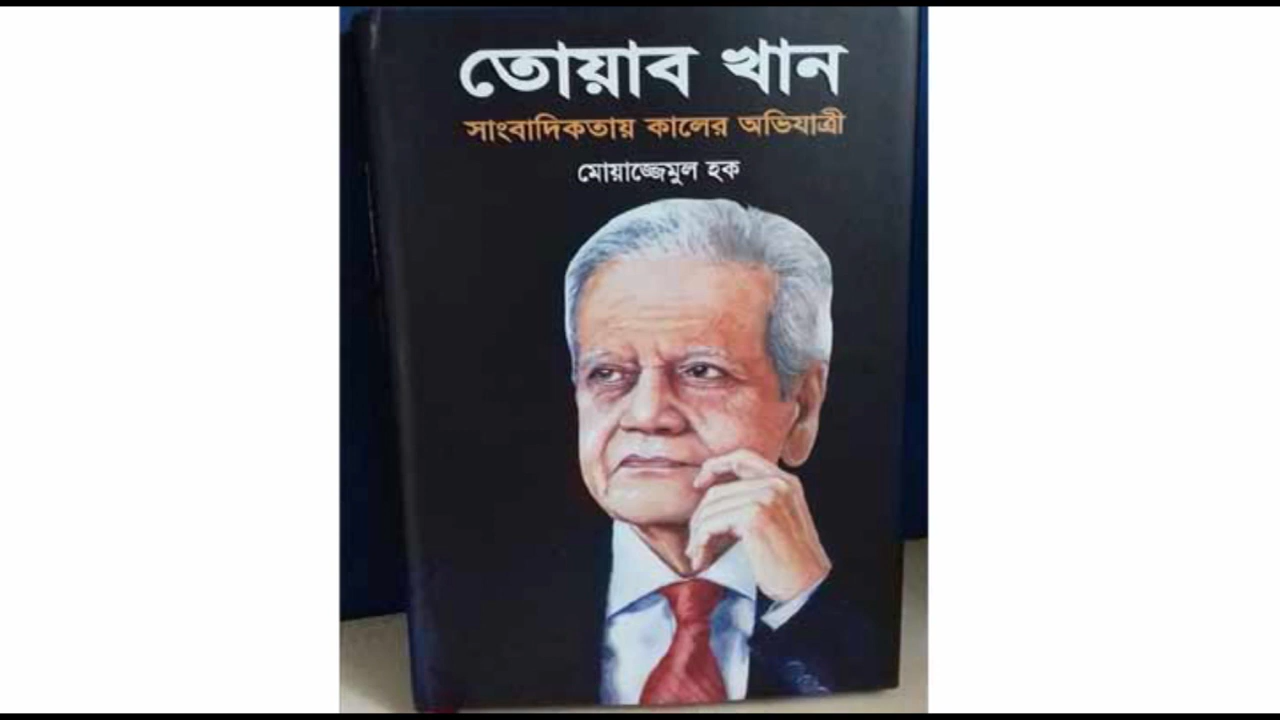 তোয়াব খান
সাংবাদিকতায় কালের অভিযাত্রী
মোয়াজ্জেমুল হক